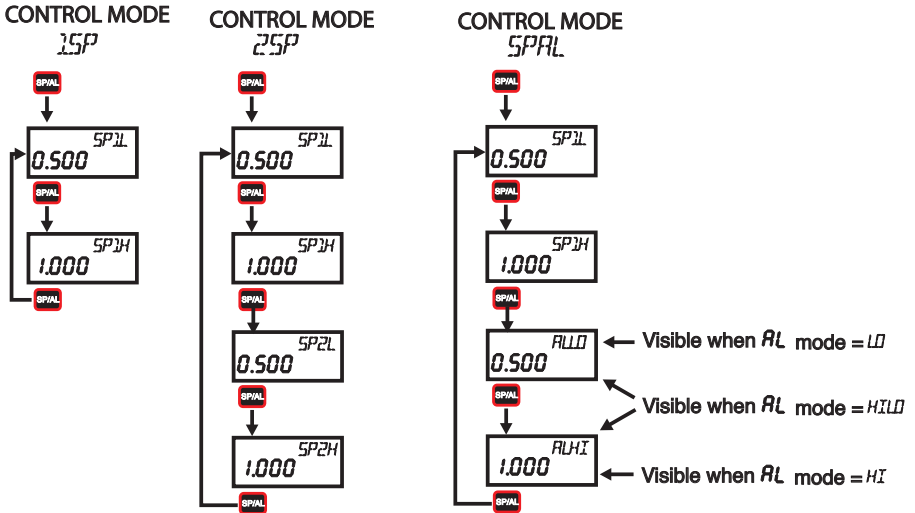 CONTROL MODE
1SP
SP/AL
SP1L
0.500
SP/AL
SP1H
1.000
SP/AL
CONTROL MODE
2SP
SP/AL
SP1L
0.500
SP/AL
SP1H
1.000
SP/AL
SP2L
0.500
SP/AL
SP2H
1.000
SP/AL
CONTROL MODE
SPAL
SP/AL
SP1L
0.500
SP/AL
SP1H
1.000
SP/AL
ALLO
0.500
SP/AL
ALHI
1.000
SP/AL
Visible when AL mode = LO
Visible when AL mode = HILO
Visible when AL mode = HI